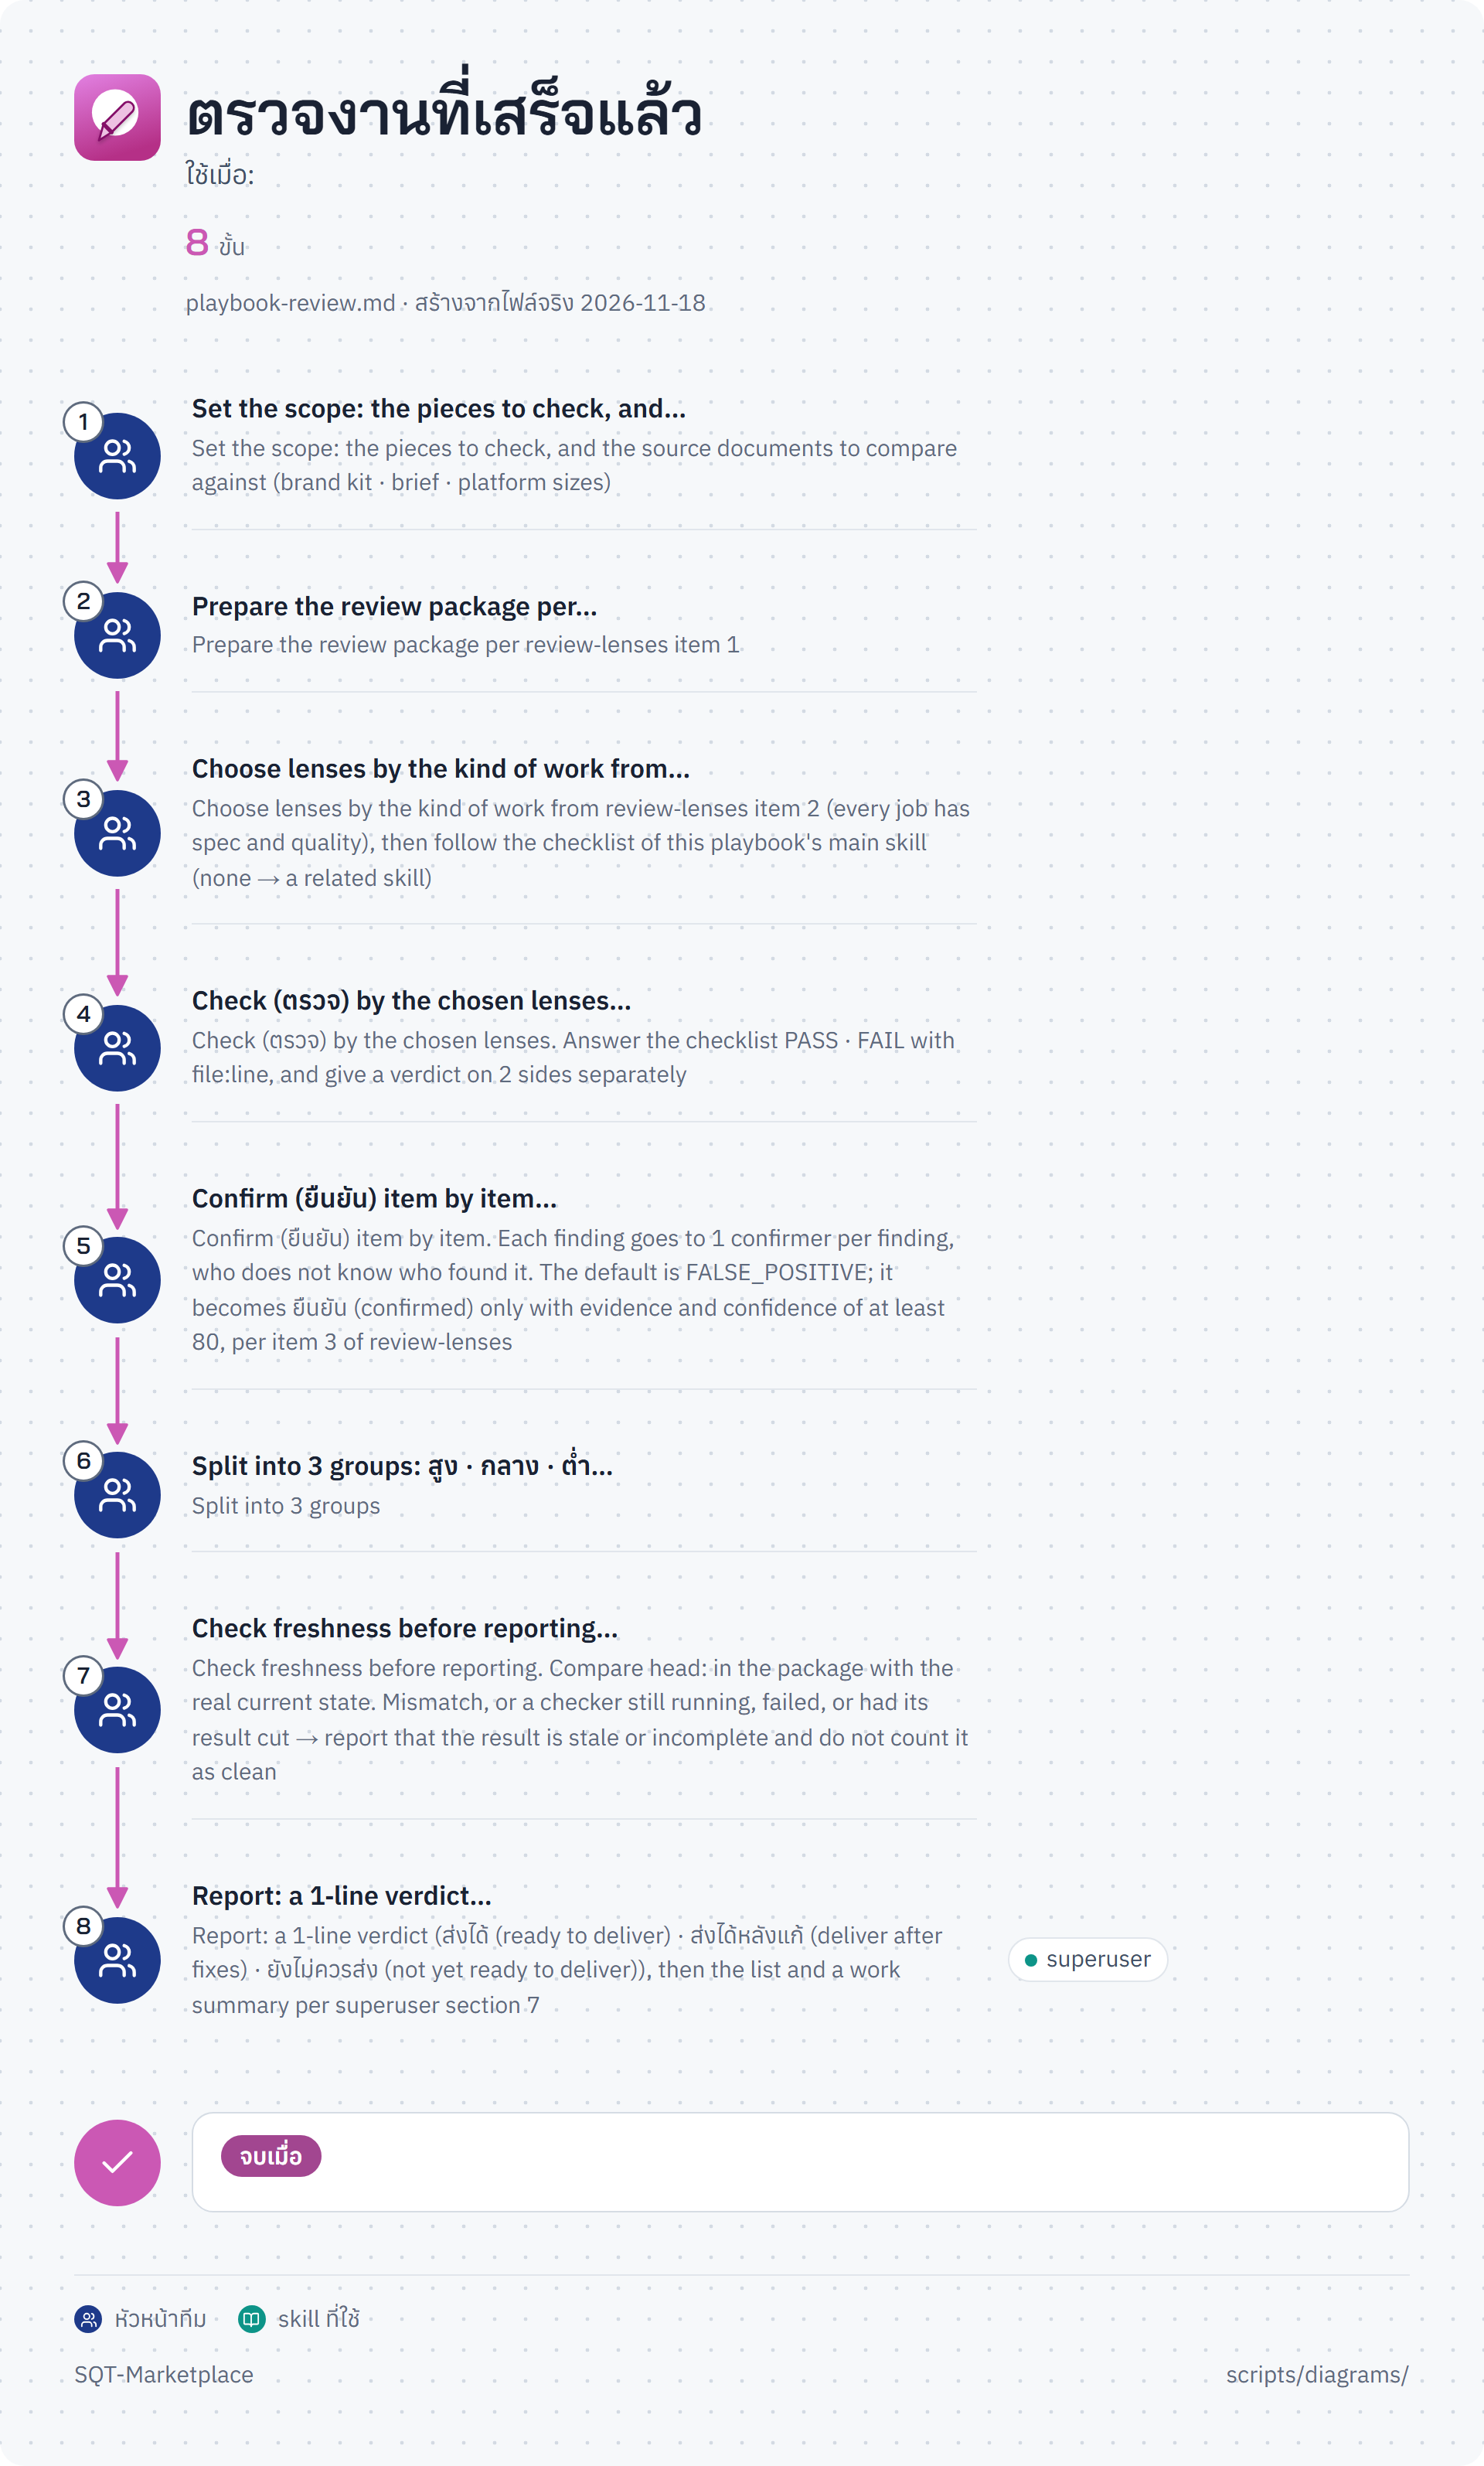 ตรวจงานที่เสร็จแล้ว
ใช้เมื่อ:
8 ขั้น
playbook-review.md · สร้างจากไฟล์จริง 2026-11-18
1
Set the scope: the pieces to check, and…
Set the scope: the pieces to check, and the source documents to compare
against (brand kit · brief · platform sizes)
2
Prepare the review package per…
Prepare the review package per review-lenses item 1
3
Choose lenses by the kind of work from…
Choose lenses by the kind of work from review-lenses item 2 (every job has
spec and quality), then follow the checklist of this playbook's main skill
(none → a related skill)
4
Check (ตรวจ) by the chosen lenses…
Check (ตรวจ) by the chosen lenses. Answer the checklist PASS · FAIL with
file:line, and give a verdict on 2 sides separately
5
Confirm (ยืนยัน) item by item…
Confirm (ยืนยัน) item by item. Each finding goes to 1 confirmer per finding,
who does not know who found it. The default is FALSE_POSITIVE; it
becomes ยืนยัน (confirmed) only with evidence and confidence of at least
80, per item 3 of review-lenses
6
Split into 3 groups: สูง · กลาง · ต่ำ…
Split into 3 groups
7
Check freshness before reporting…
Check freshness before reporting. Compare head: in the package with the
real current state. Mismatch, or a checker still running, failed, or had its
result cut → report that the result is stale or incomplete and do not count it
as clean
8
Report: a 1-line verdict…
Report: a 1-line verdict (ส่งได้ (ready to deliver) · ส่งได้หลังแก้ (deliver after
fixes) · ยังไม่ควรส่ง (not yet ready to deliver)), then the list and a work
summary per superuser section 7
superuser
จบเมื่อ
หัวหน้าทีม
skill ที่ใช้
SQT-Marketplace
scripts/diagrams/